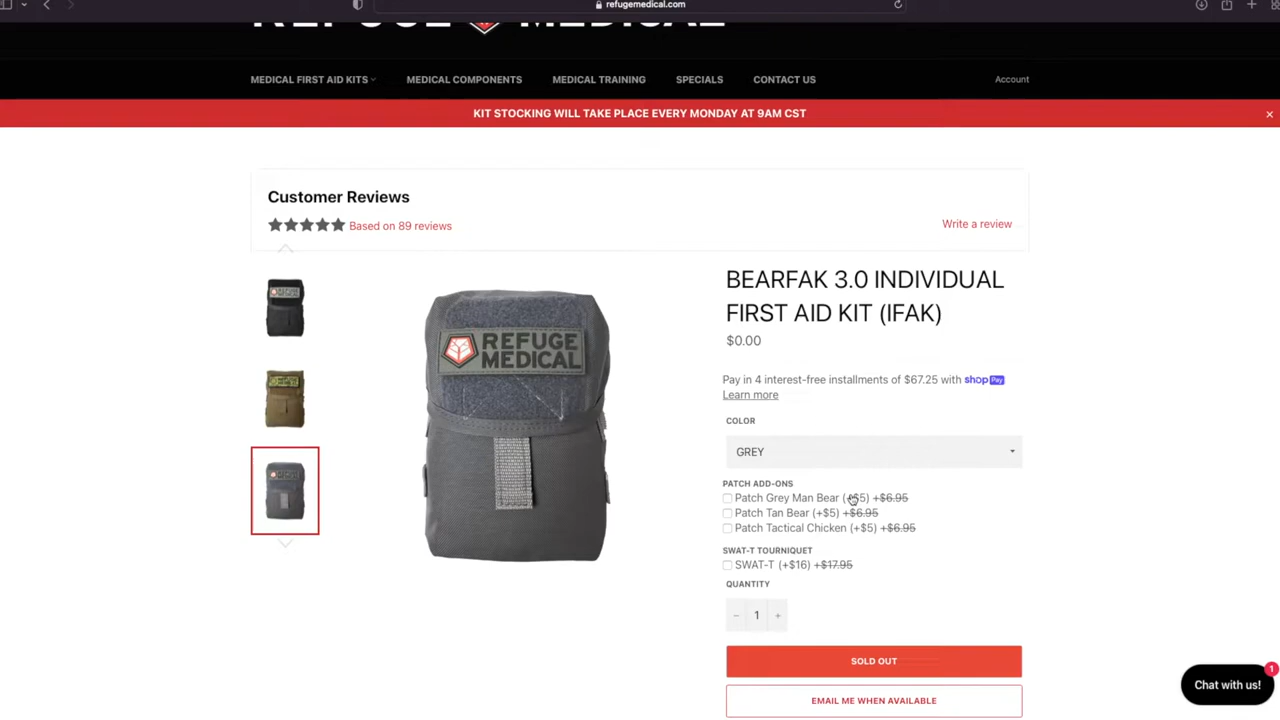 refugemedical.com
REFUGE MEDICAL
MEDICAL FIRST AID KITS
MEDICAL COMPONENTS
MEDICAL TRAINING
SPECIALS
CONTACT US
Account
KIT STOCKING WILL TAKE PLACE EVERY MONDAY AT 9AM CST
×
Customer Reviews
Based on 89 reviews
Write a review
REFUGE
MEDICAL
BEARFAK 3.0 INDIVIDUAL
FIRST AID KIT (IFAK)
$0.00
Pay in 4 interest-free installments of $67.25 with shop Pay
Learn more
COLOR
GREY
PATCH ADD-ONS
Patch Grey Man Bear (+$5) +$6.95
Patch Tan Bear (+$5) +$6.95
Patch Tactical Chicken (+$5) +$6.95
SWAT-T TOURNIQUET
SWAT-T (+$16) +$17.95
QUANTITY
− 1 +
SOLD OUT
EMAIL ME WHEN AVAILABLE
Chat with us!
1